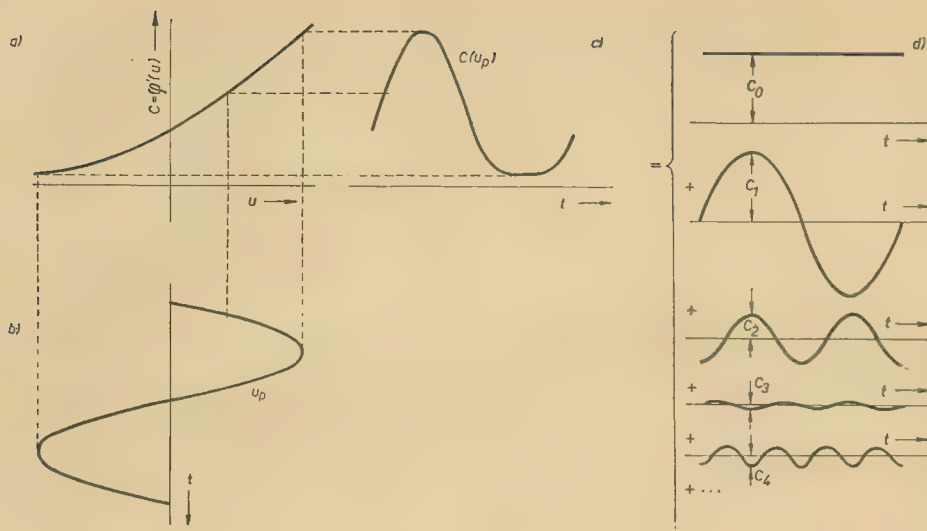 a)
C=φ'(u)
u
b)
u_p
t
c)
C(u_p)
t
d)
=
C_0
t
+
C_1
t
+
C_2
t
+
C_3
t
+
C_4
t
+ ...